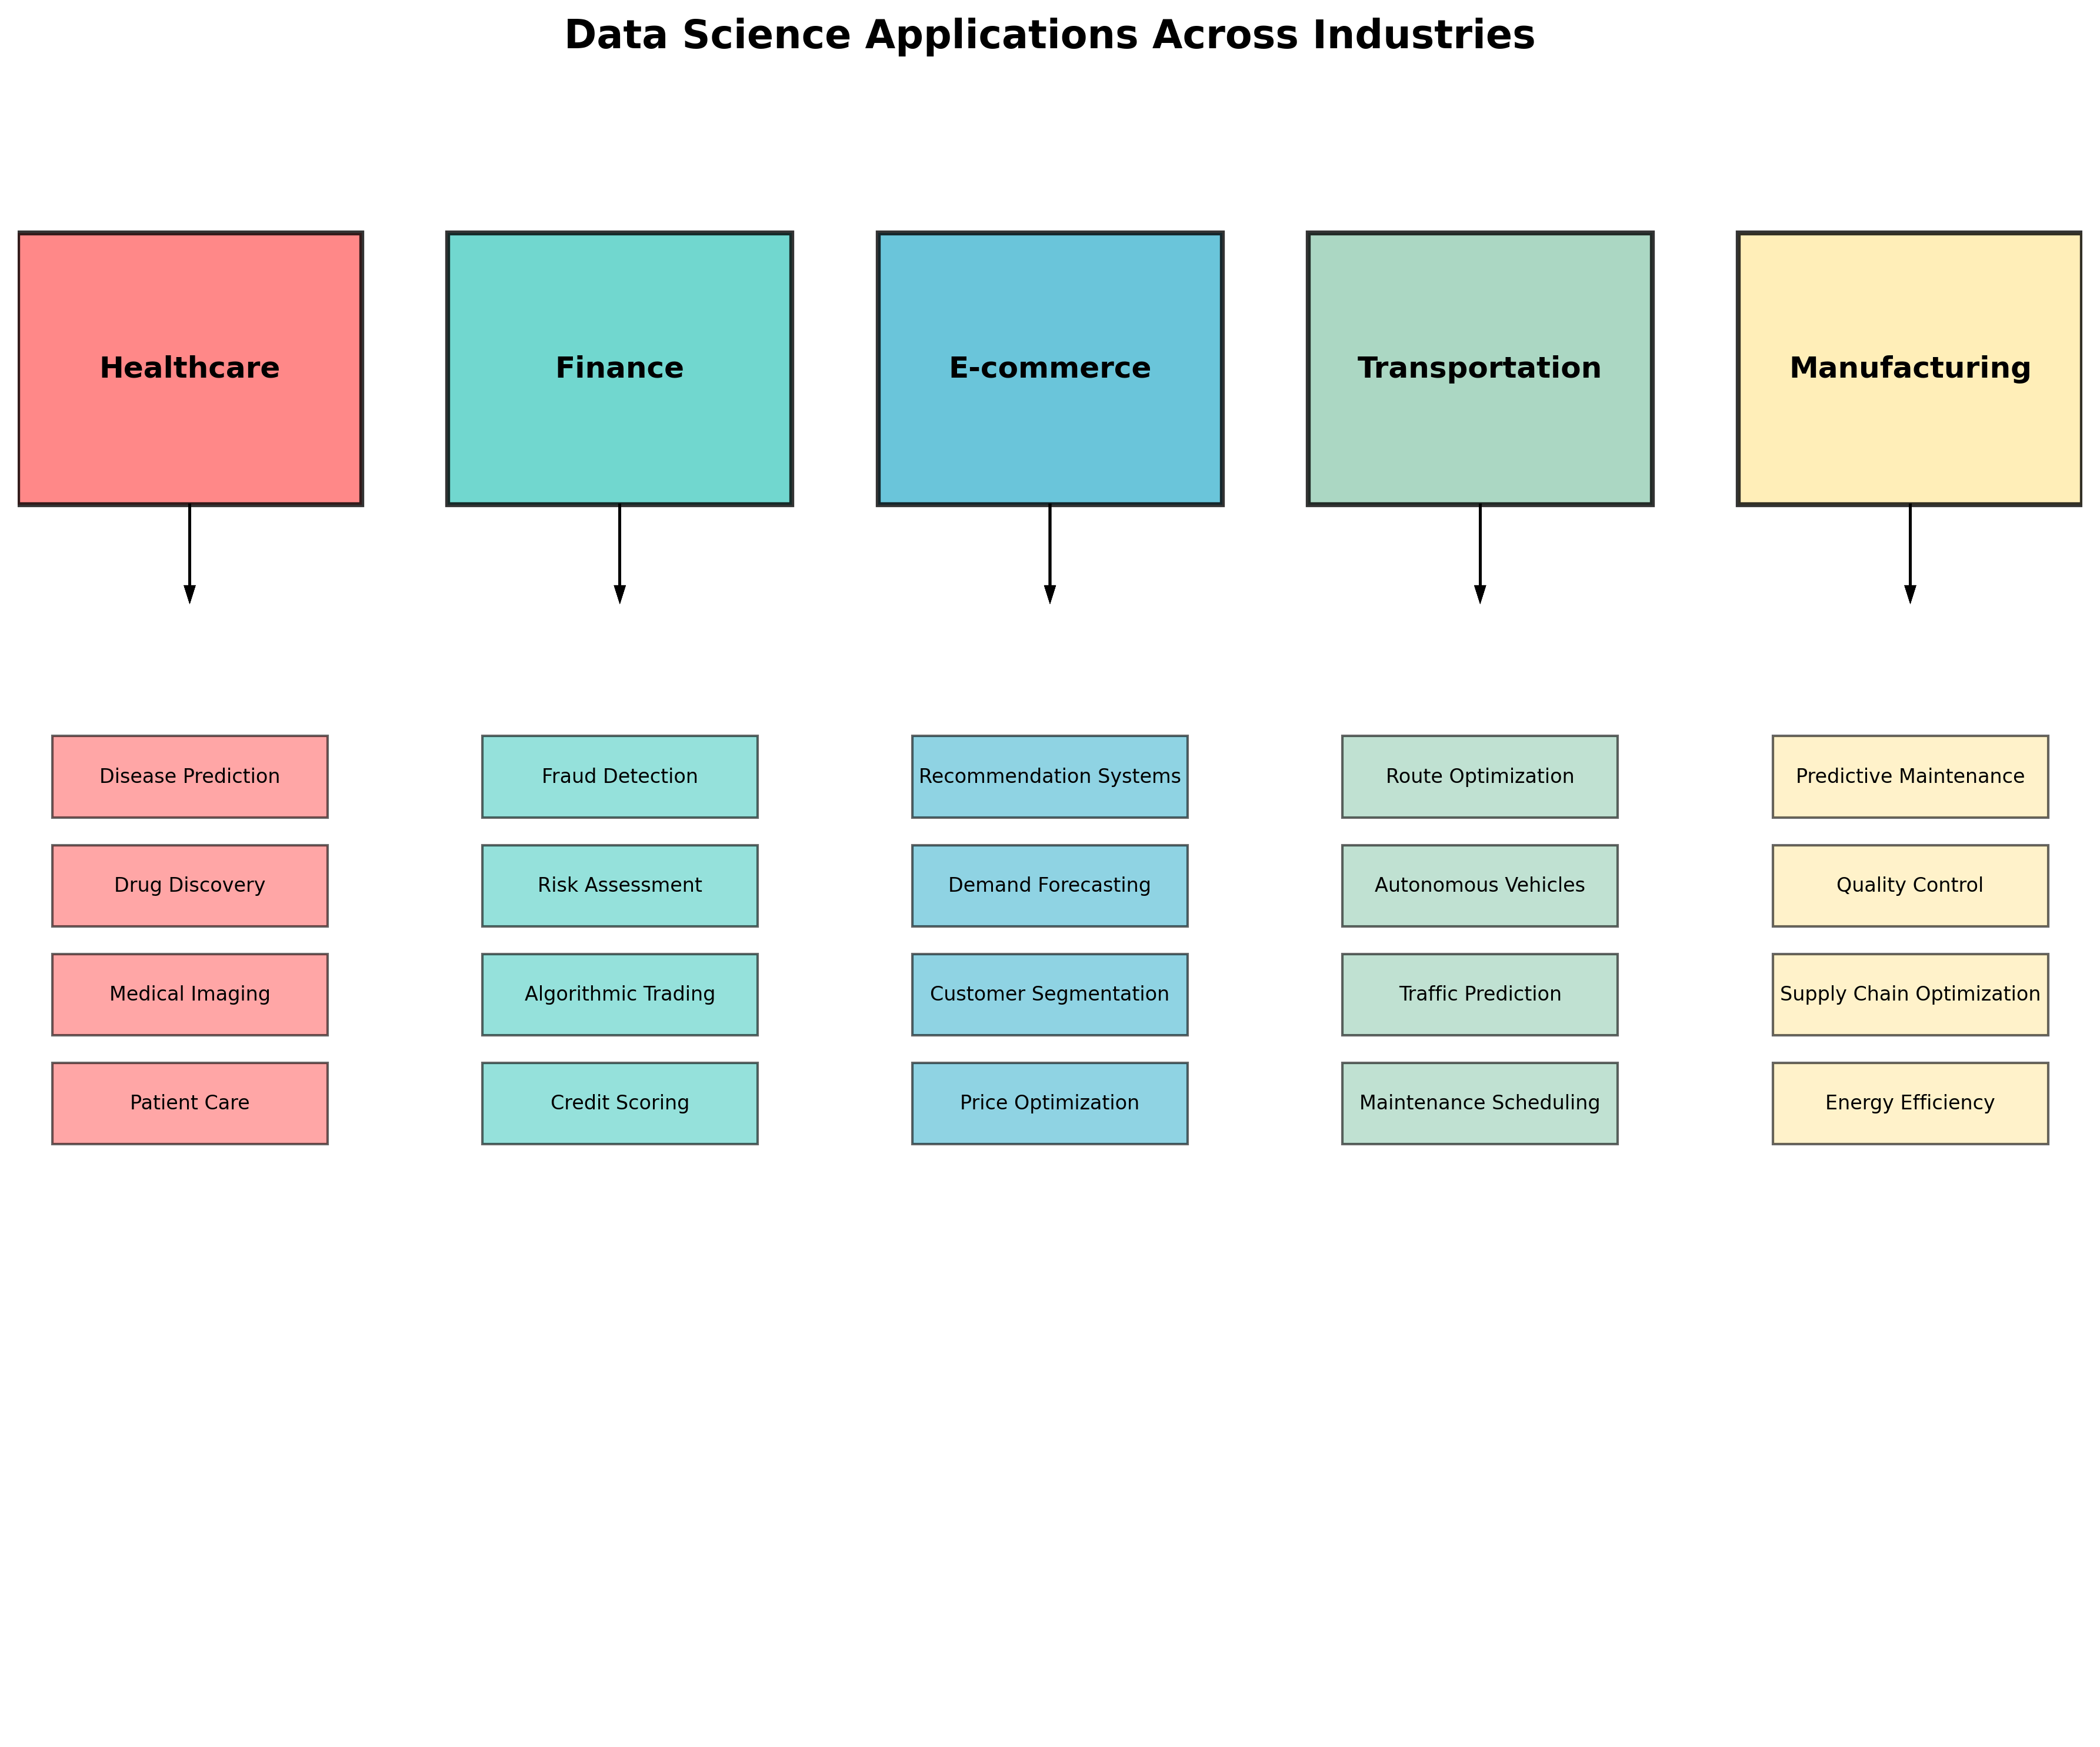 Data Science Applications Across Industries
Healthcare
Finance
E-commerce
Transportation
Manufacturing
Disease Prediction
Fraud Detection
Recommendation Systems
Route Optimization
Predictive Maintenance
Drug Discovery
Risk Assessment
Demand Forecasting
Autonomous Vehicles
Quality Control
Medical Imaging
Algorithmic Trading
Customer Segmentation
Traffic Prediction
Supply Chain Optimization
Patient Care
Credit Scoring
Price Optimization
Maintenance Scheduling
Energy Efficiency